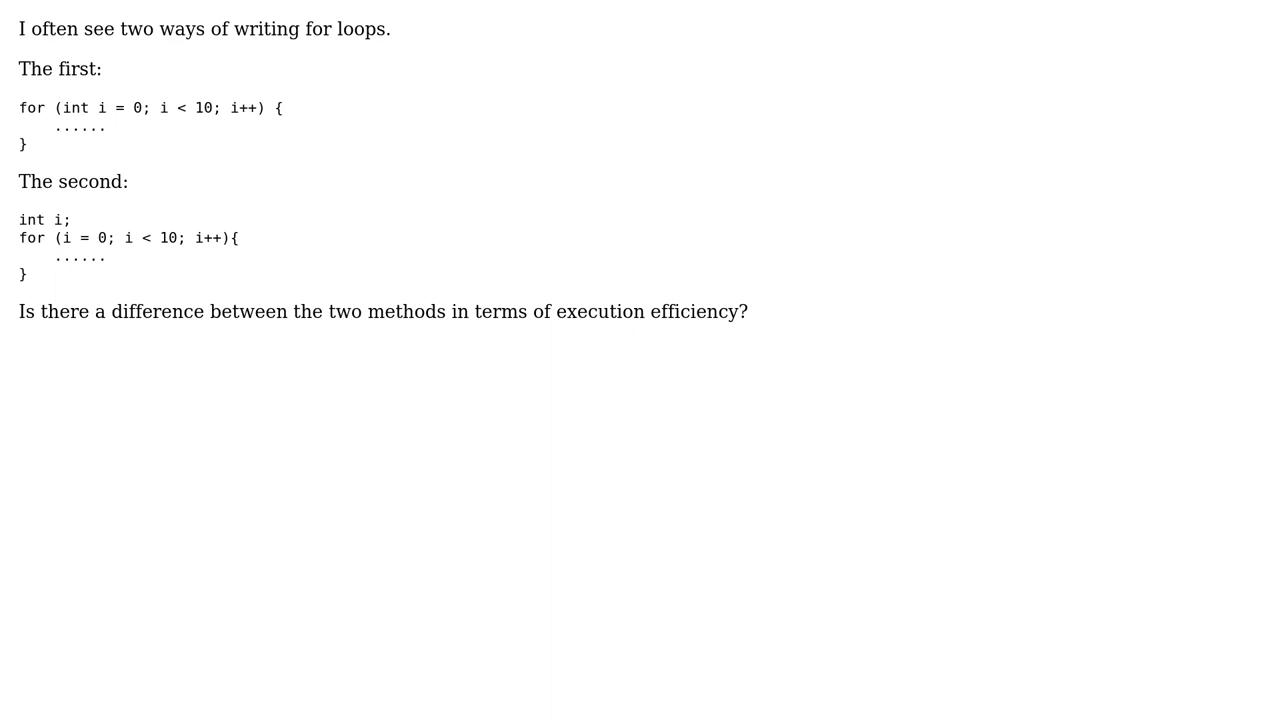 I often see two ways of writing for loops.
The first:
for (int i = 0; i < 10; i++) {
    ......
}
The second:
int i;
for (i = 0; i < 10; i++){
    ......
}
Is there a difference between the two methods in terms of execution efficiency?